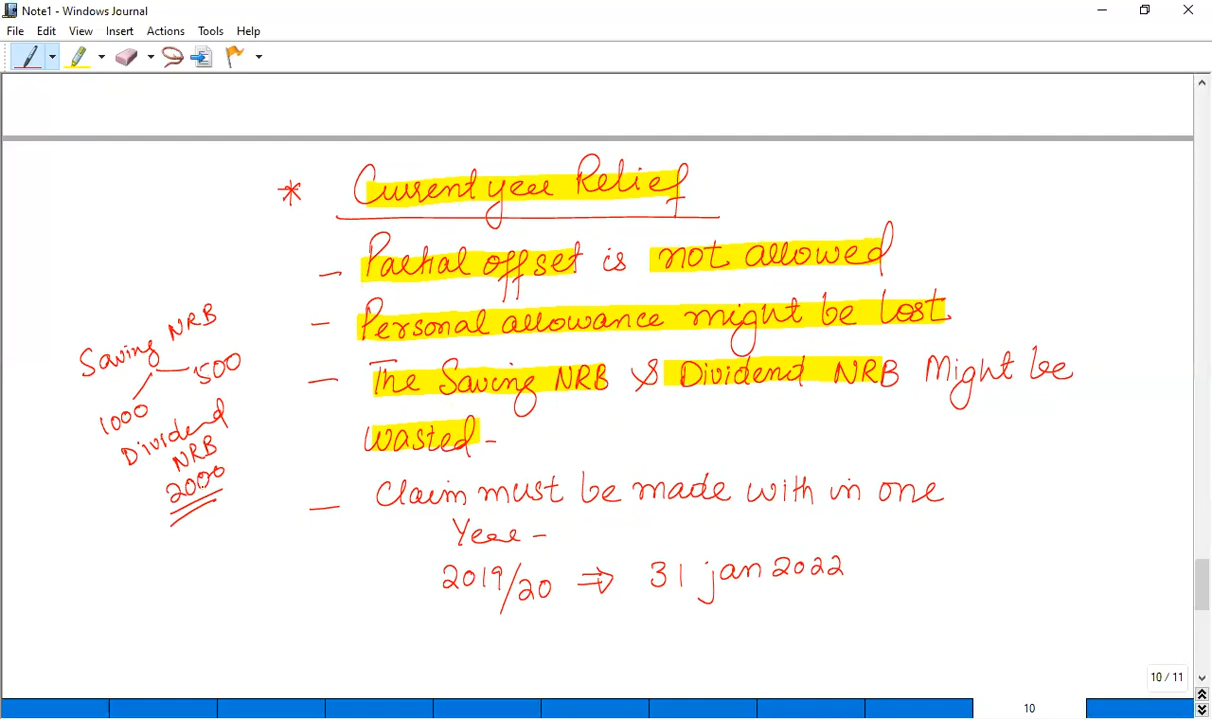 Note1 - Windows Journal
File Edit View Insert Actions Tools Help
* Current year Relief
- Partial offset is not allowed
- Personal allowance might be lost
- The Saving NRB & Dividend NRB Might be
wasted -
- Claim must be made with in one
Year -
2019/20 ⇒ 31 jan 2022
Saving NRB
1000 500
Dividend
NRB
2000
10 / 11
10